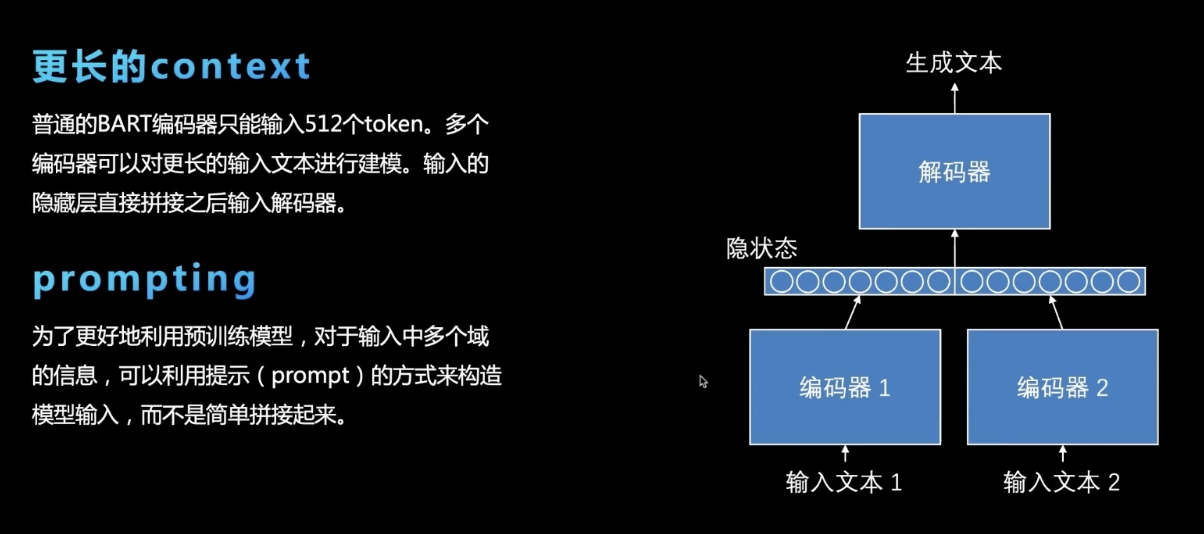 更长的context
普通的BART编码器只能输入512个token。多个
编码器可以对更长的输入文本进行建模。输入的
隐藏层直接拼接之后输入解码器。
prompting
为了更好地利用预训练模型，对于输入中多个域
的信息，可以利用提示（prompt）的方式来构造
模型输入，而不是简单拼接起来。
生成文本
解码器
隐状态
编码器 1
编码器 2
输入文本 1
输入文本 2